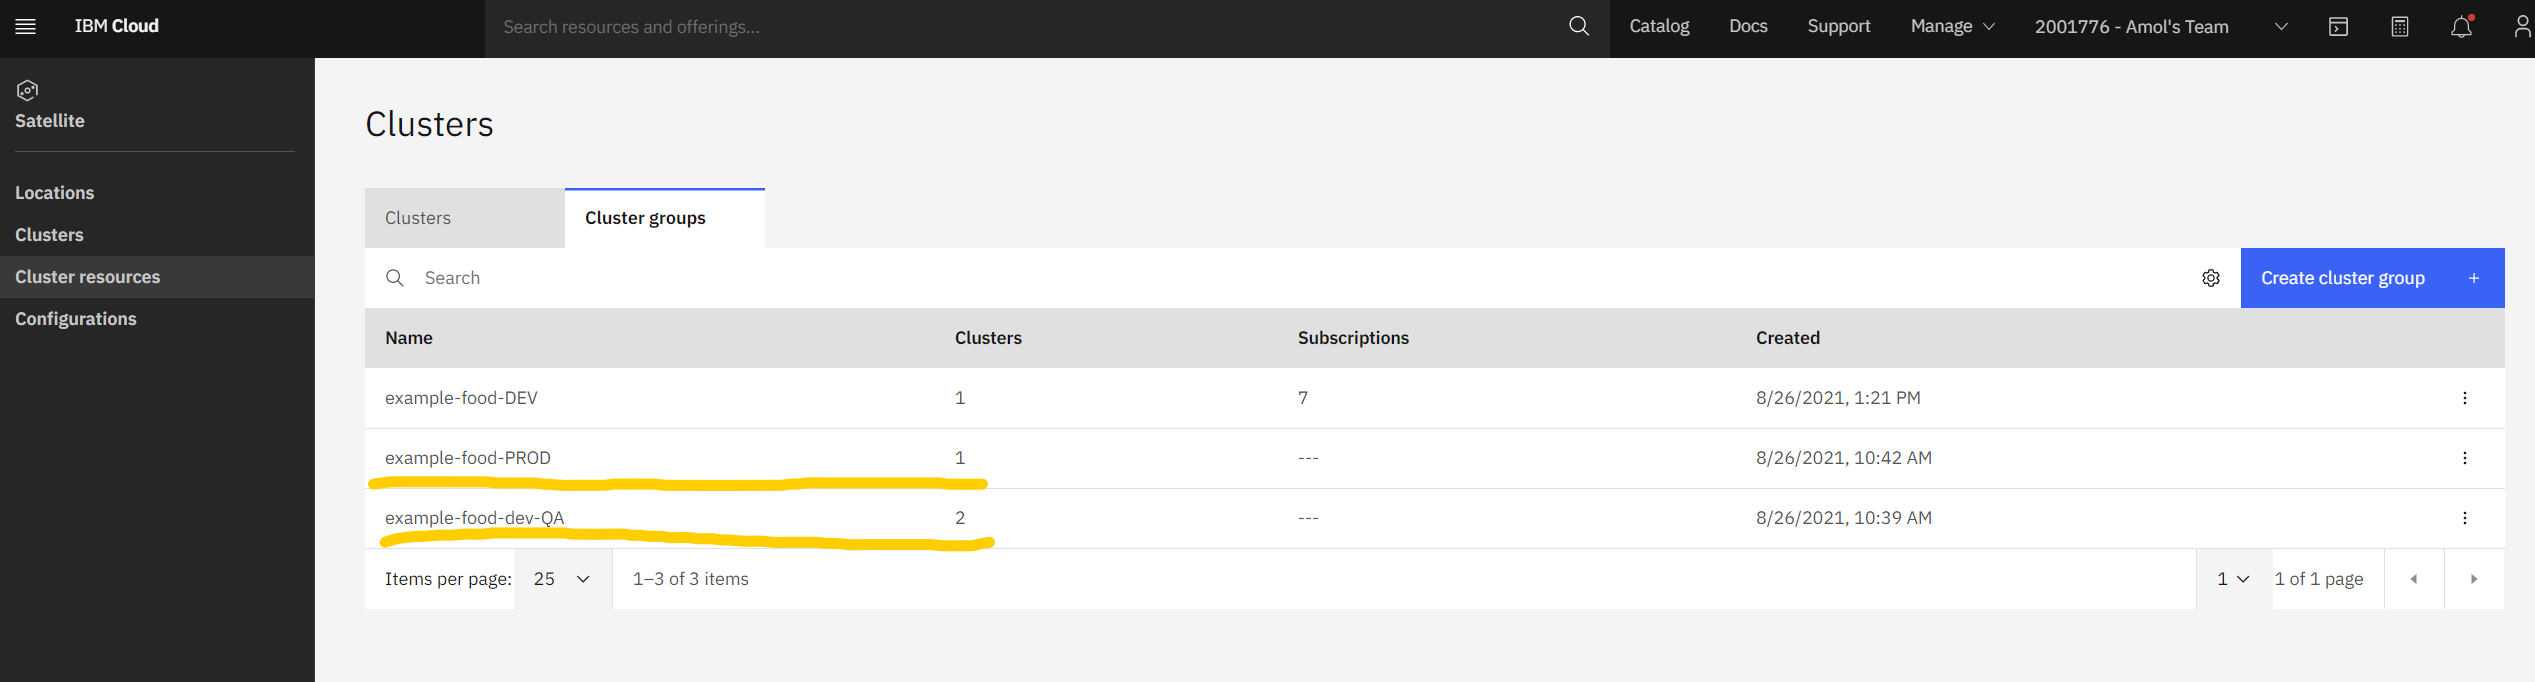 IBM Cloud
Search resources and offerings...
Catalog
Docs
Support
Manage
2001776 - Amol's Team
Satellite
Locations
Clusters
Cluster resources
Configurations
Clusters
Clusters
Cluster groups
Search
Create cluster group +
Name Clusters Subscriptions Created
example-food-DEV 1 7 8/26/2021, 1:21 PM
example-food-PROD 1 --- 8/26/2021, 10:42 AM
example-food-dev-QA 2 --- 8/26/2021, 10:39 AM
Items per page: 25 1–3 of 3 items 1 1 of 1 page